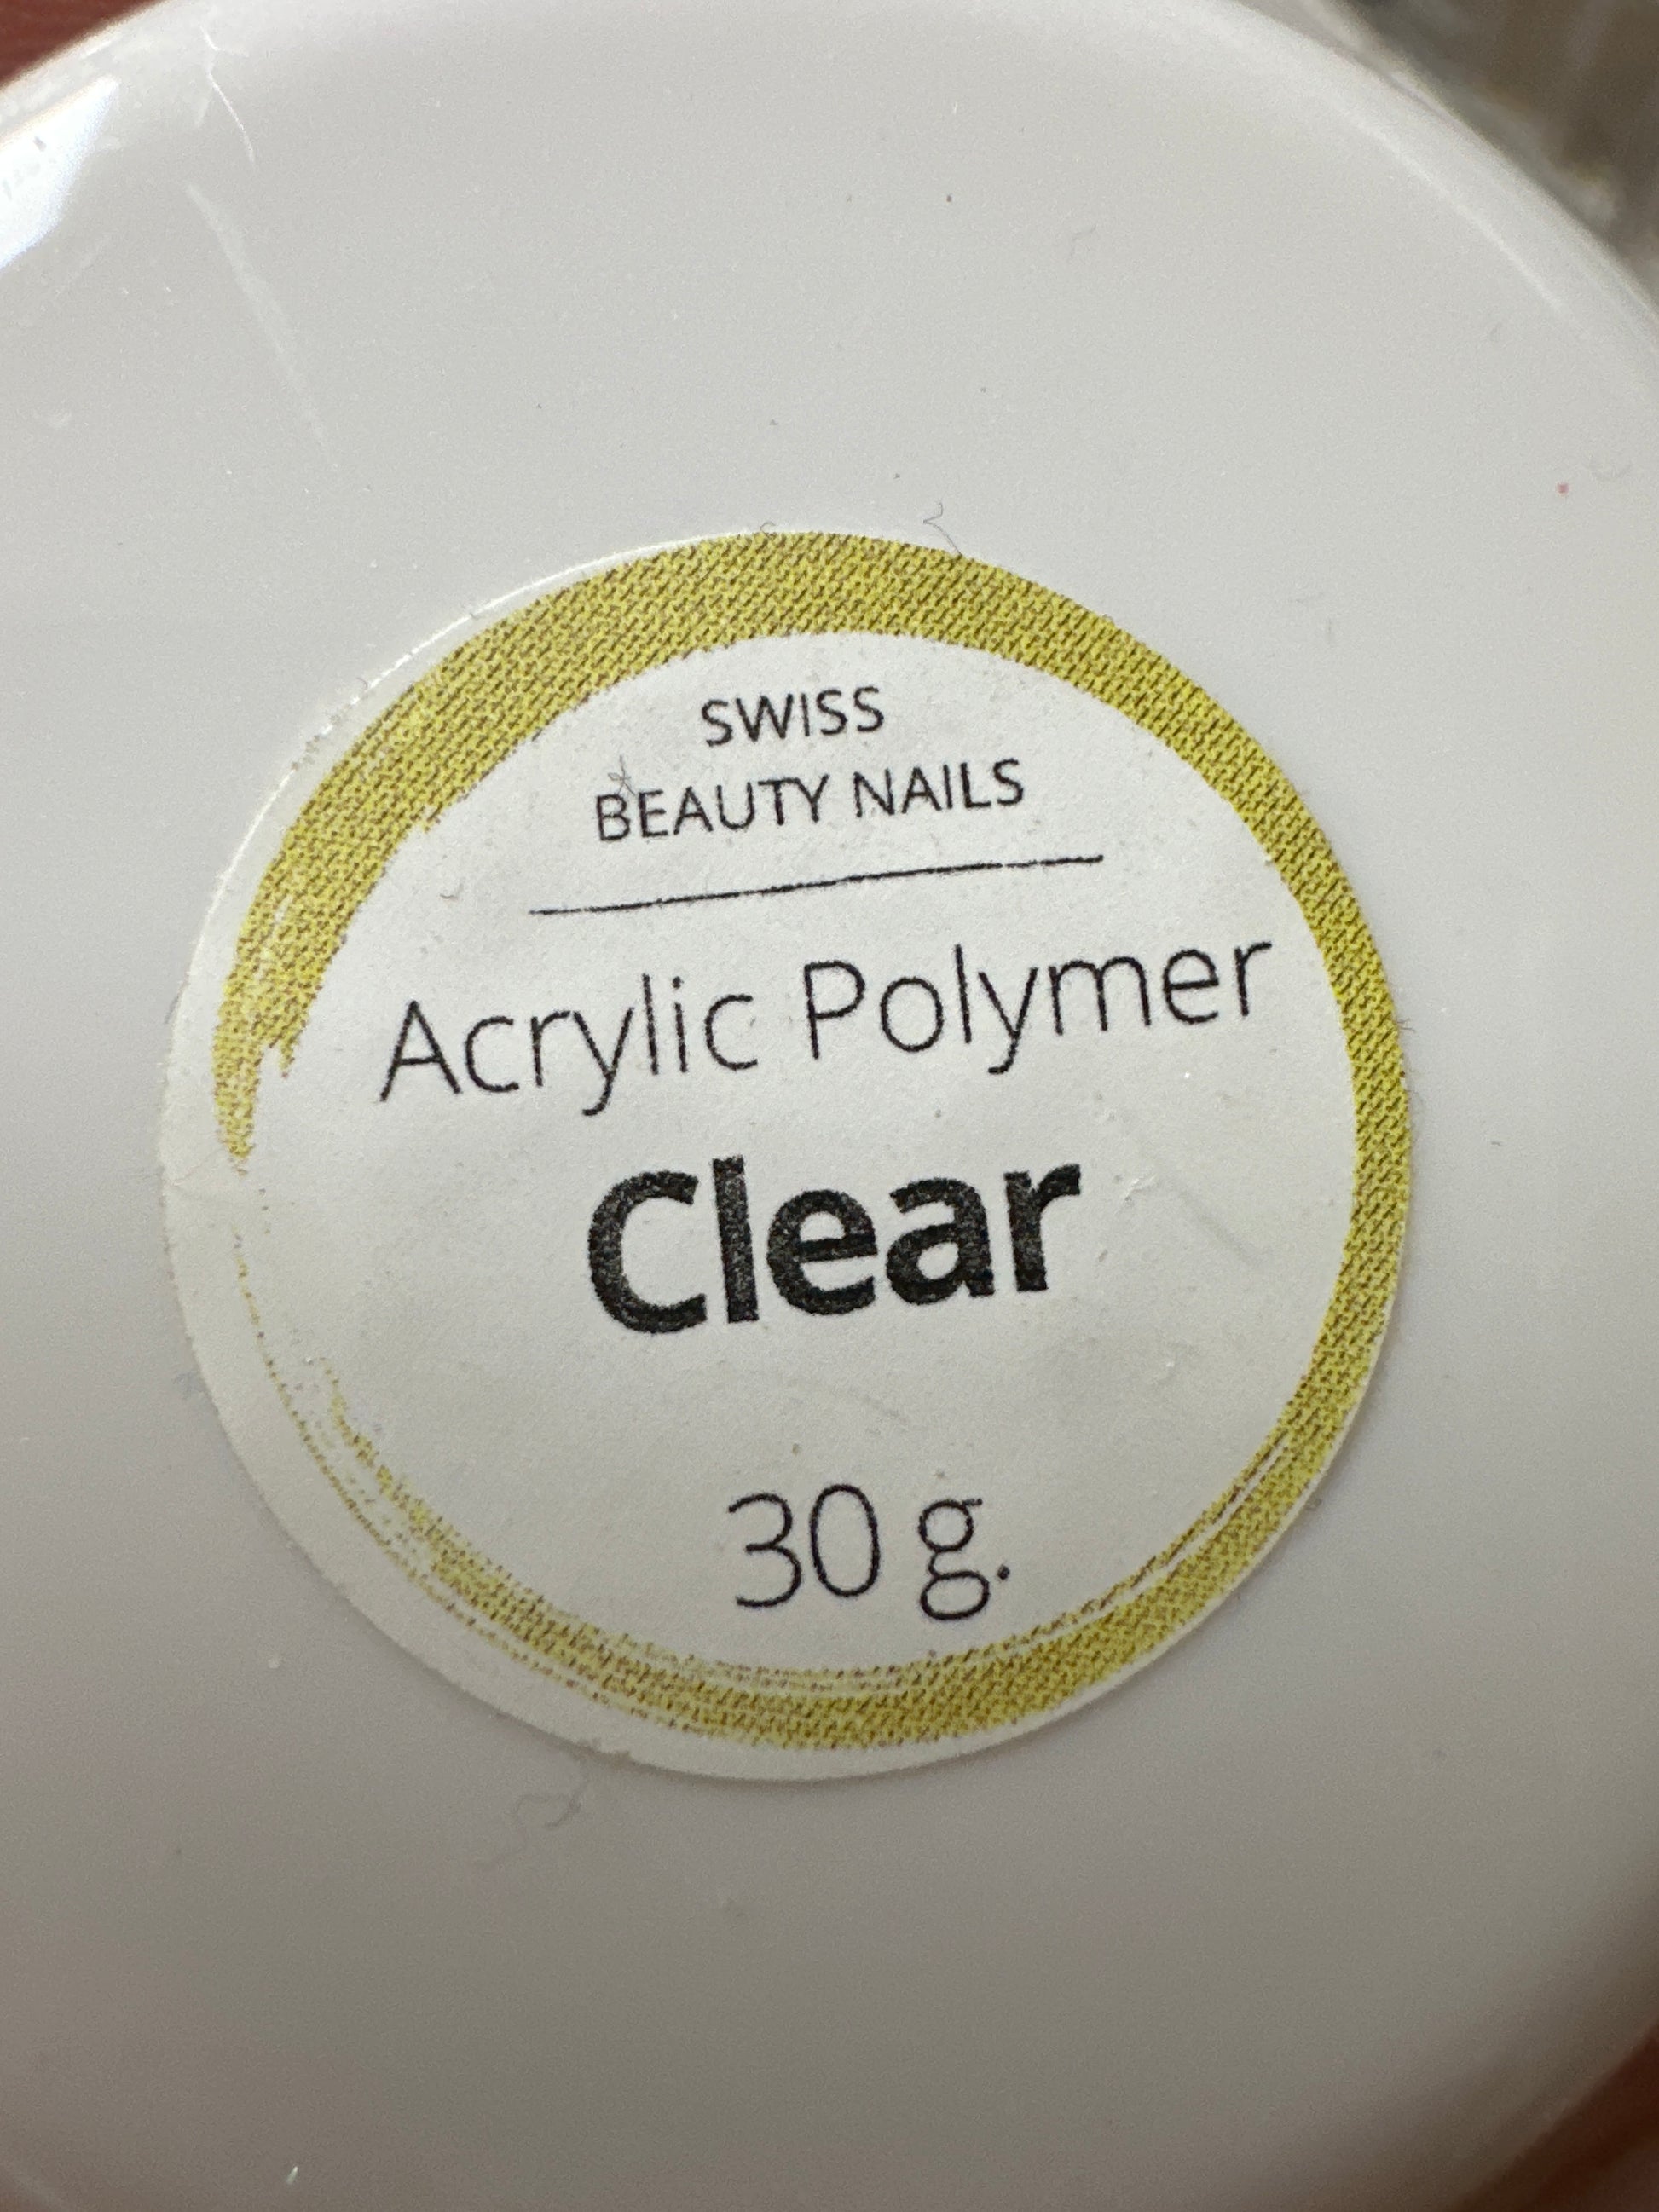 SWISS
BEAUTY NAILS
Acrylic Polymer
Clear
30 g.